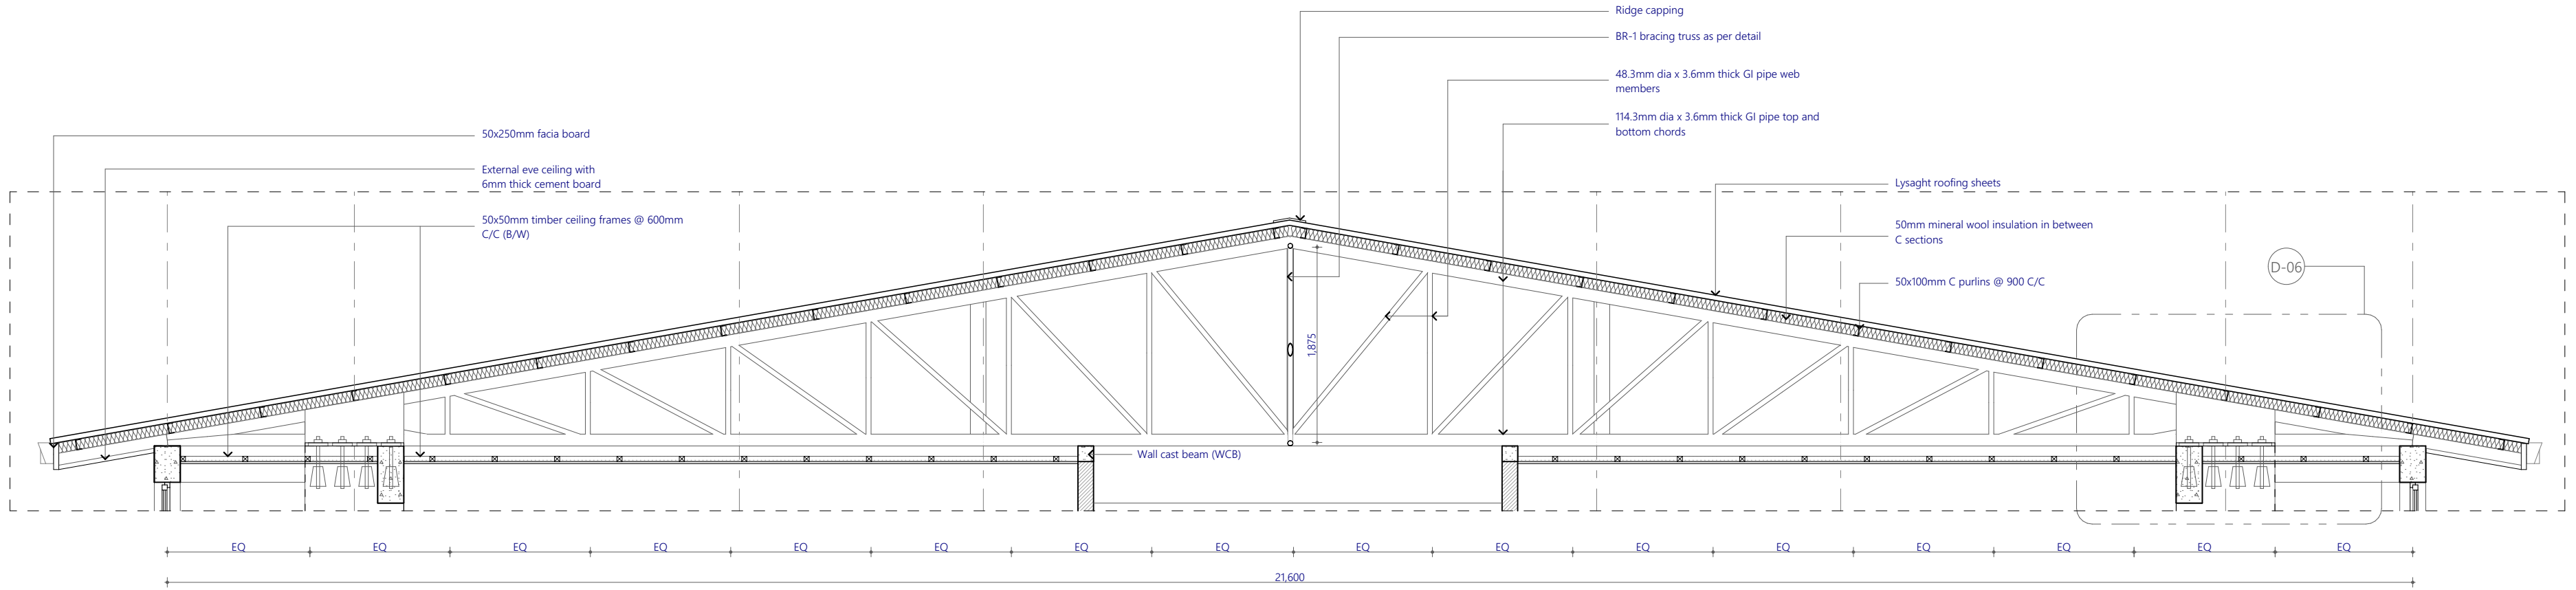 Ridge capping
BR-1 bracing truss as per detail
48.3mm dia x 3.6mm thick GI pipe web
members
114.3mm dia x 3.6mm thick GI pipe top and
bottom chords
50x250mm facia board
External eve ceiling with
6mm thick cement board
50x50mm timber ceiling frames @ 600mm
C/C (B/W)
Lysaght roofing sheets
50mm mineral wool insulation in between
C sections
50x100mm C purlins @ 900 C/C
D-06
1,875
Wall cast beam (WCB)
EQ EQ EQ EQ EQ EQ EQ EQ EQ EQ EQ EQ EQ EQ EQ EQ
21,600